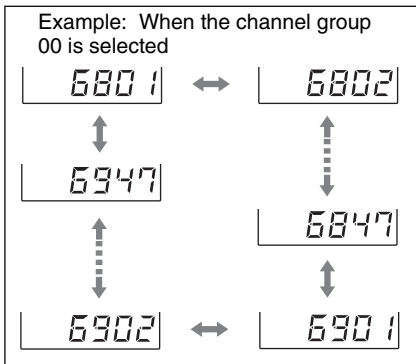 Example: When the channel group
00 is selected
6801 6802
6947
6847
6902 6901